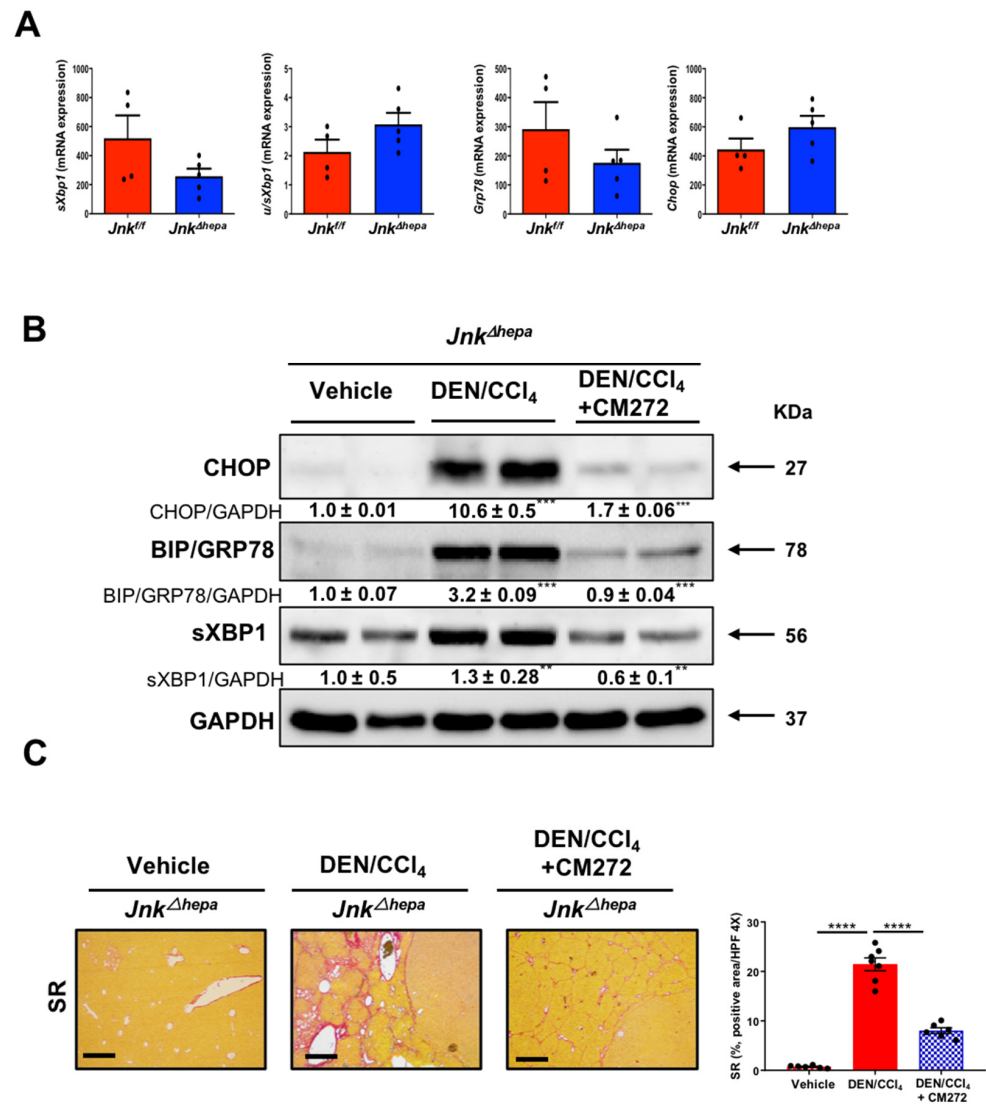 A
sXbp1 (mRNA expression)
1000
800
600
400
200
0
Jnkf/f
JnkΔhepa
u/sXbp1 (mRNA expression)
5
4
3
2
1
0
Jnkf/f
JnkΔhepa
Grp78 (mRNA expression)
500
400
300
200
100
0
Jnkf/f
JnkΔhepa
Chop (mRNA expression)
1000
800
600
400
200
0
Jnkf/f
JnkΔhepa
B
JnkΔhepa
Vehicle
DEN/CCl4
DEN/CCl4
+CM272
KDa
CHOP
27
CHOP/GAPDH 1.0 ± 0.01 10.6 ± 0.5*** 1.7 ± 0.06***
BIP/GRP78
78
BIP/GRP78/GAPDH 1.0 ± 0.07 3.2 ± 0.09*** 0.9 ± 0.04***
sXBP1
56
sXBP1/GAPDH 1.0 ± 0.5 1.3 ± 0.28** 0.6 ± 0.1**
GAPDH
37
C
Vehicle
DEN/CCl4
DEN/CCl4
+CM272
JnkΔhepa
JnkΔhepa
JnkΔhepa
SR
SR (%, positive area/HPF 4X)
30
20
10
0
****
****
Vehicle
DEN/CCl4
DEN/CCl4
+ CM272